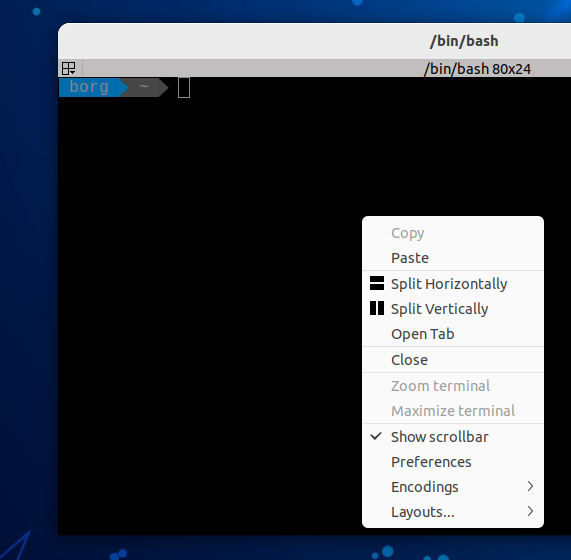 /bin/bash
/bin/bash 80x24
borg ~
Copy
Paste
Split Horizontally
Split Vertically
Open Tab
Close
Zoom terminal
Maximize terminal
Show scrollbar
Preferences
Encodings
Layouts...